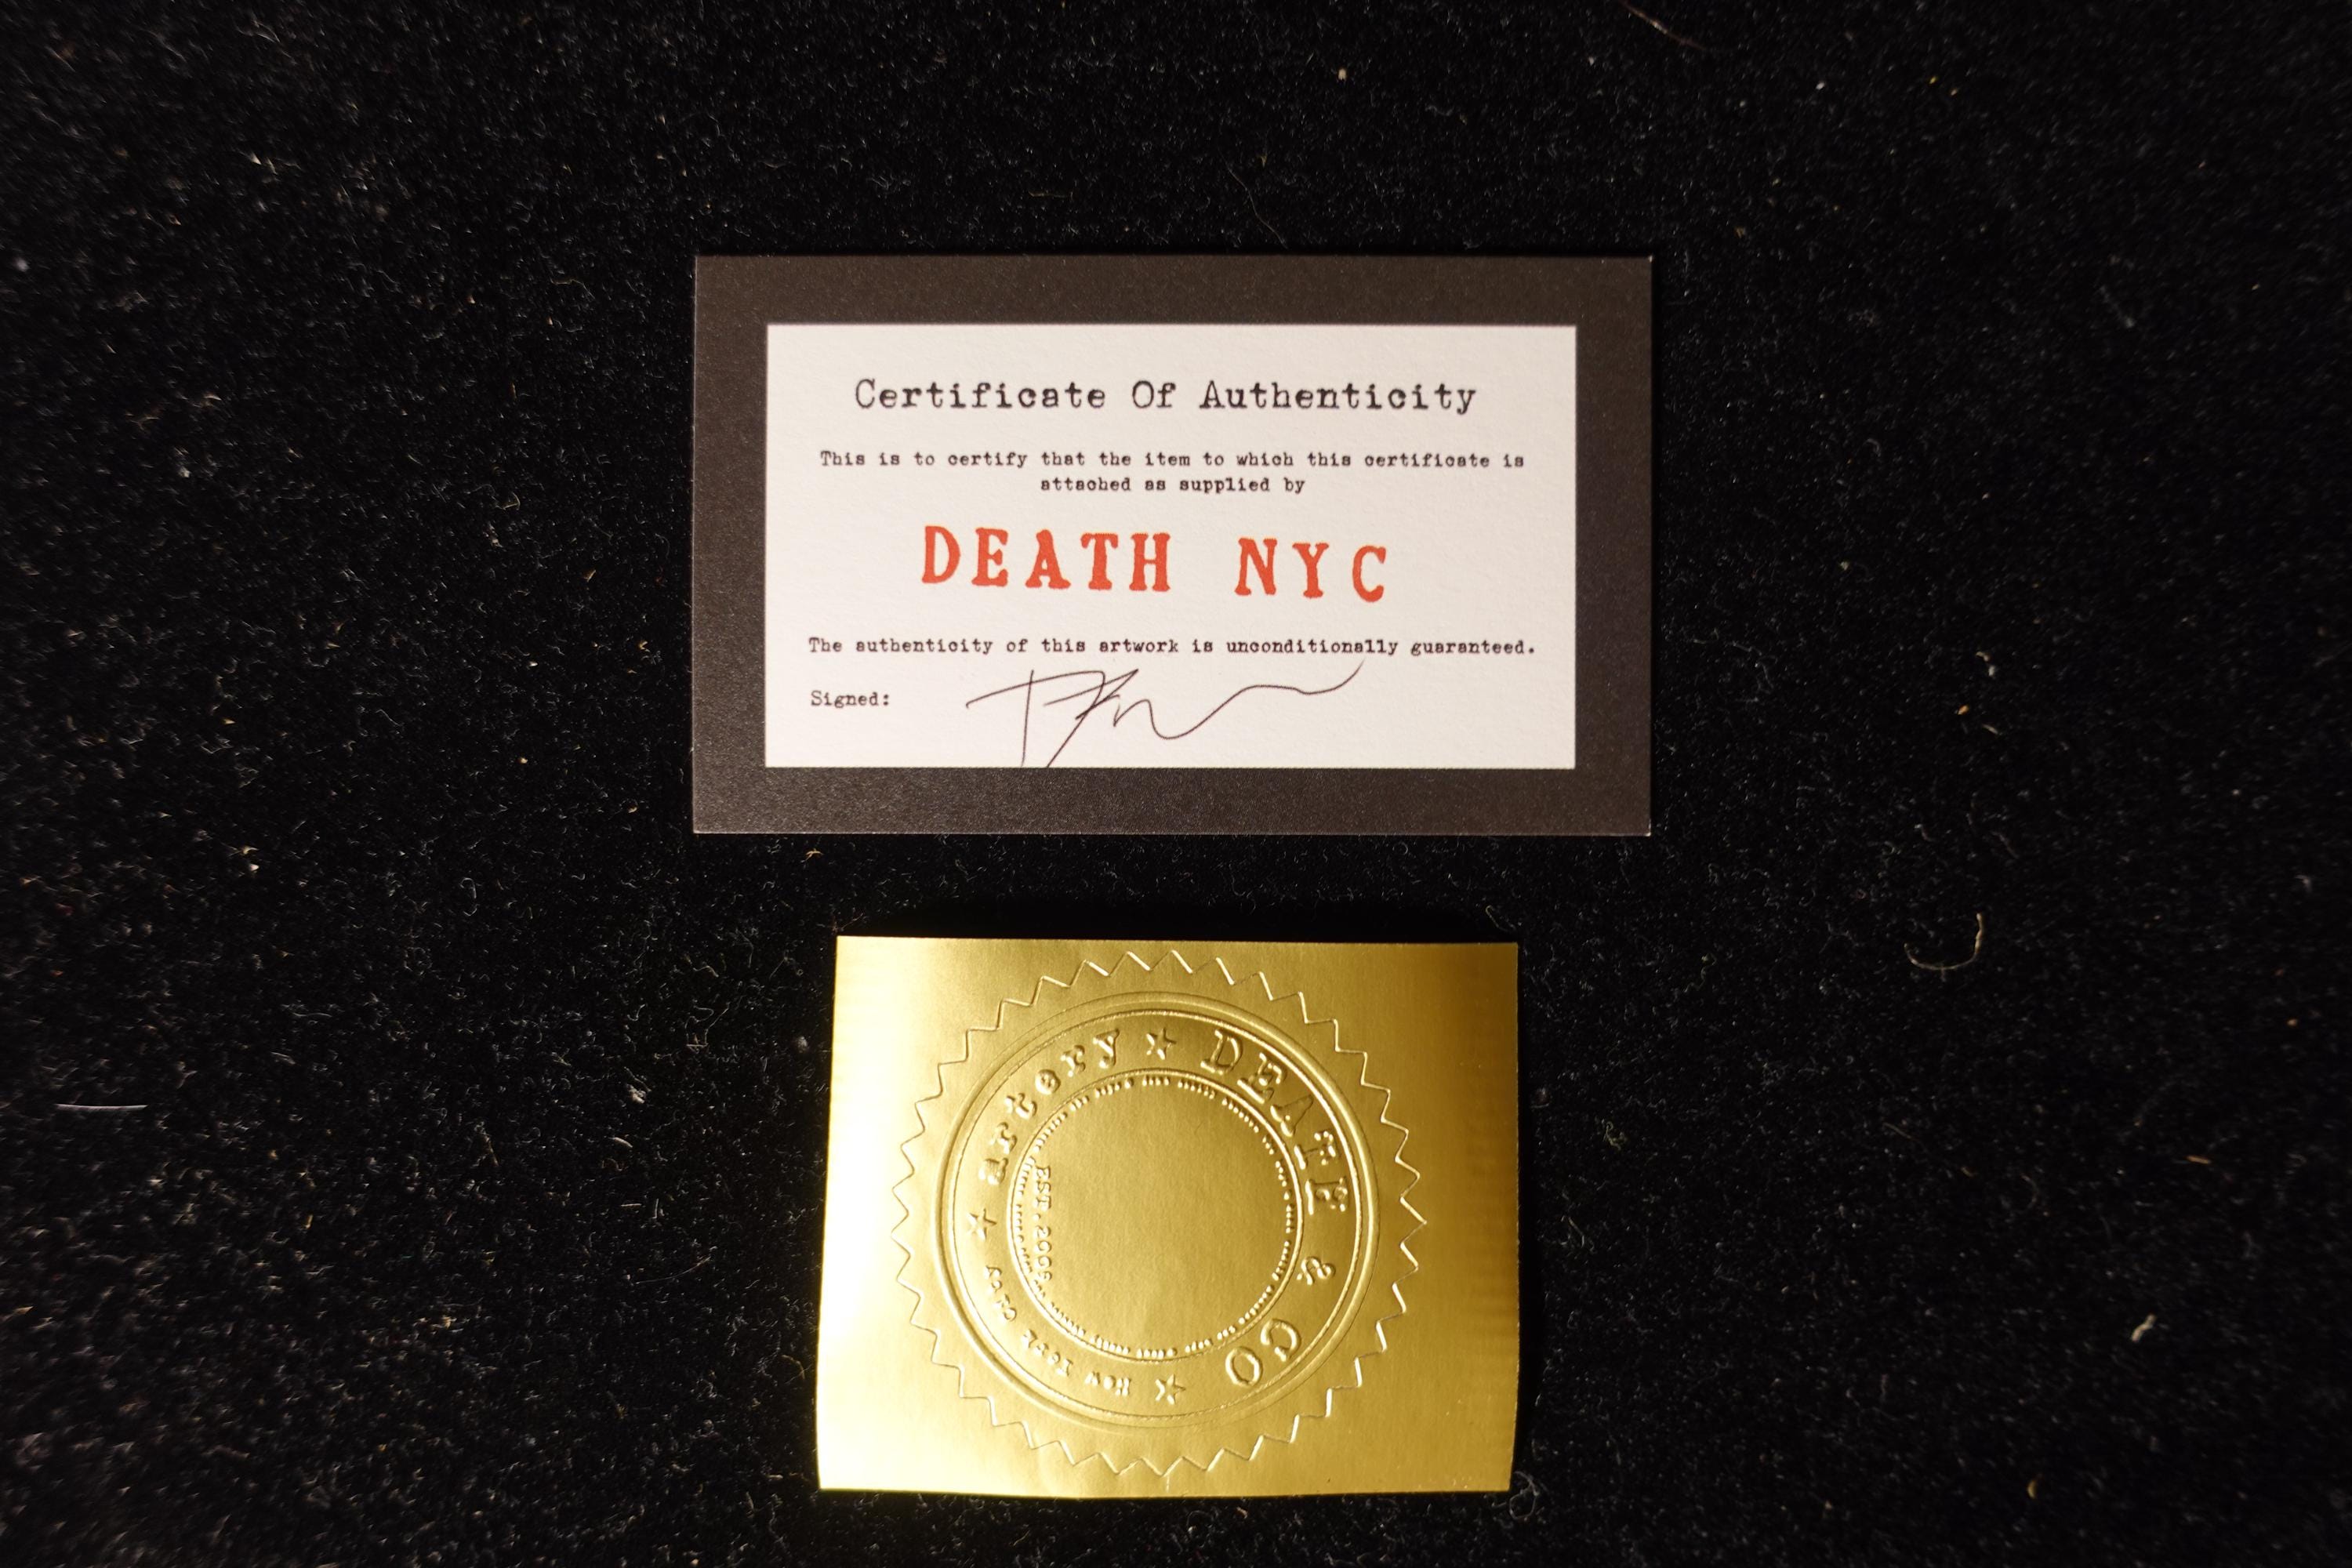 Certificate Of Authenticity
This is to certify that the item to which this certificate is
attached as supplied by
DEATH NYC
The authenticity of this artwork is unconditionally guaranteed.
Signed:
artery ★ DEATH & CO ★ New York City ★
EST. 2009